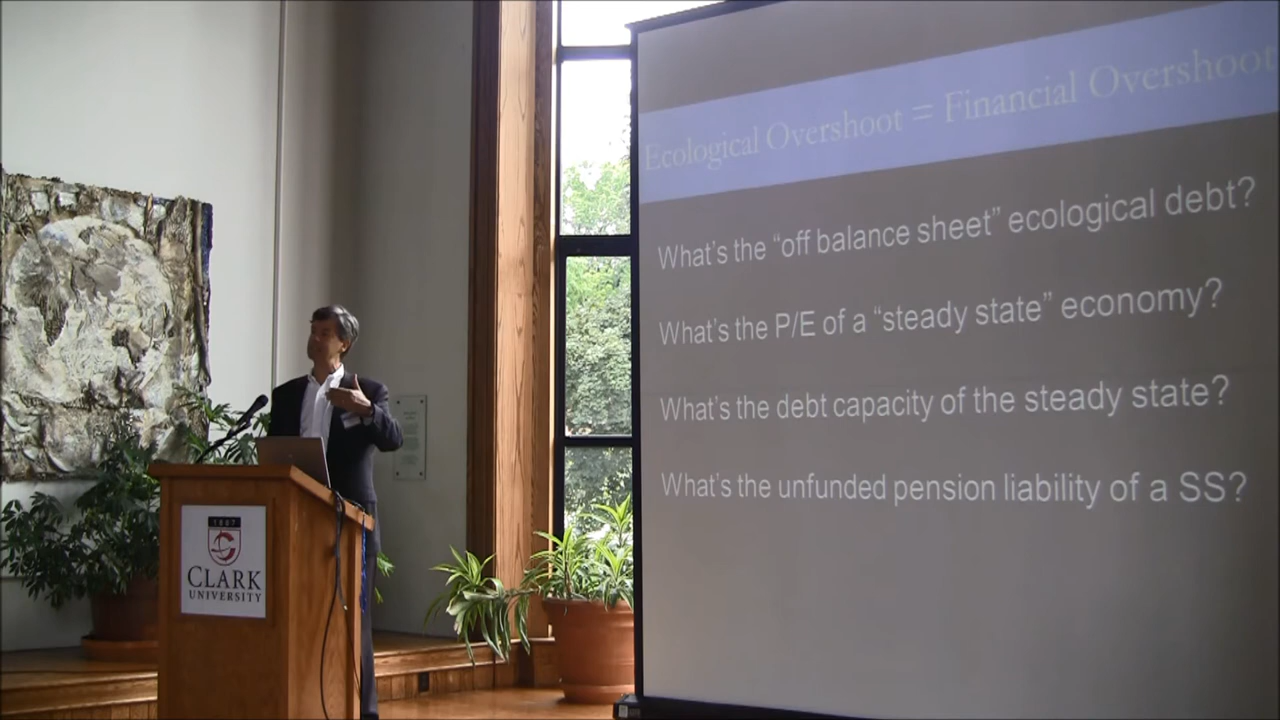 Ecological Overshoot = Financial Overshoot
What's the “off balance sheet” ecological debt?
What's the P/E of a “steady state” economy?
What's the debt capacity of the steady state?
What's the unfunded pension liability of a SS?
1887
CLARK
UNIVERSITY